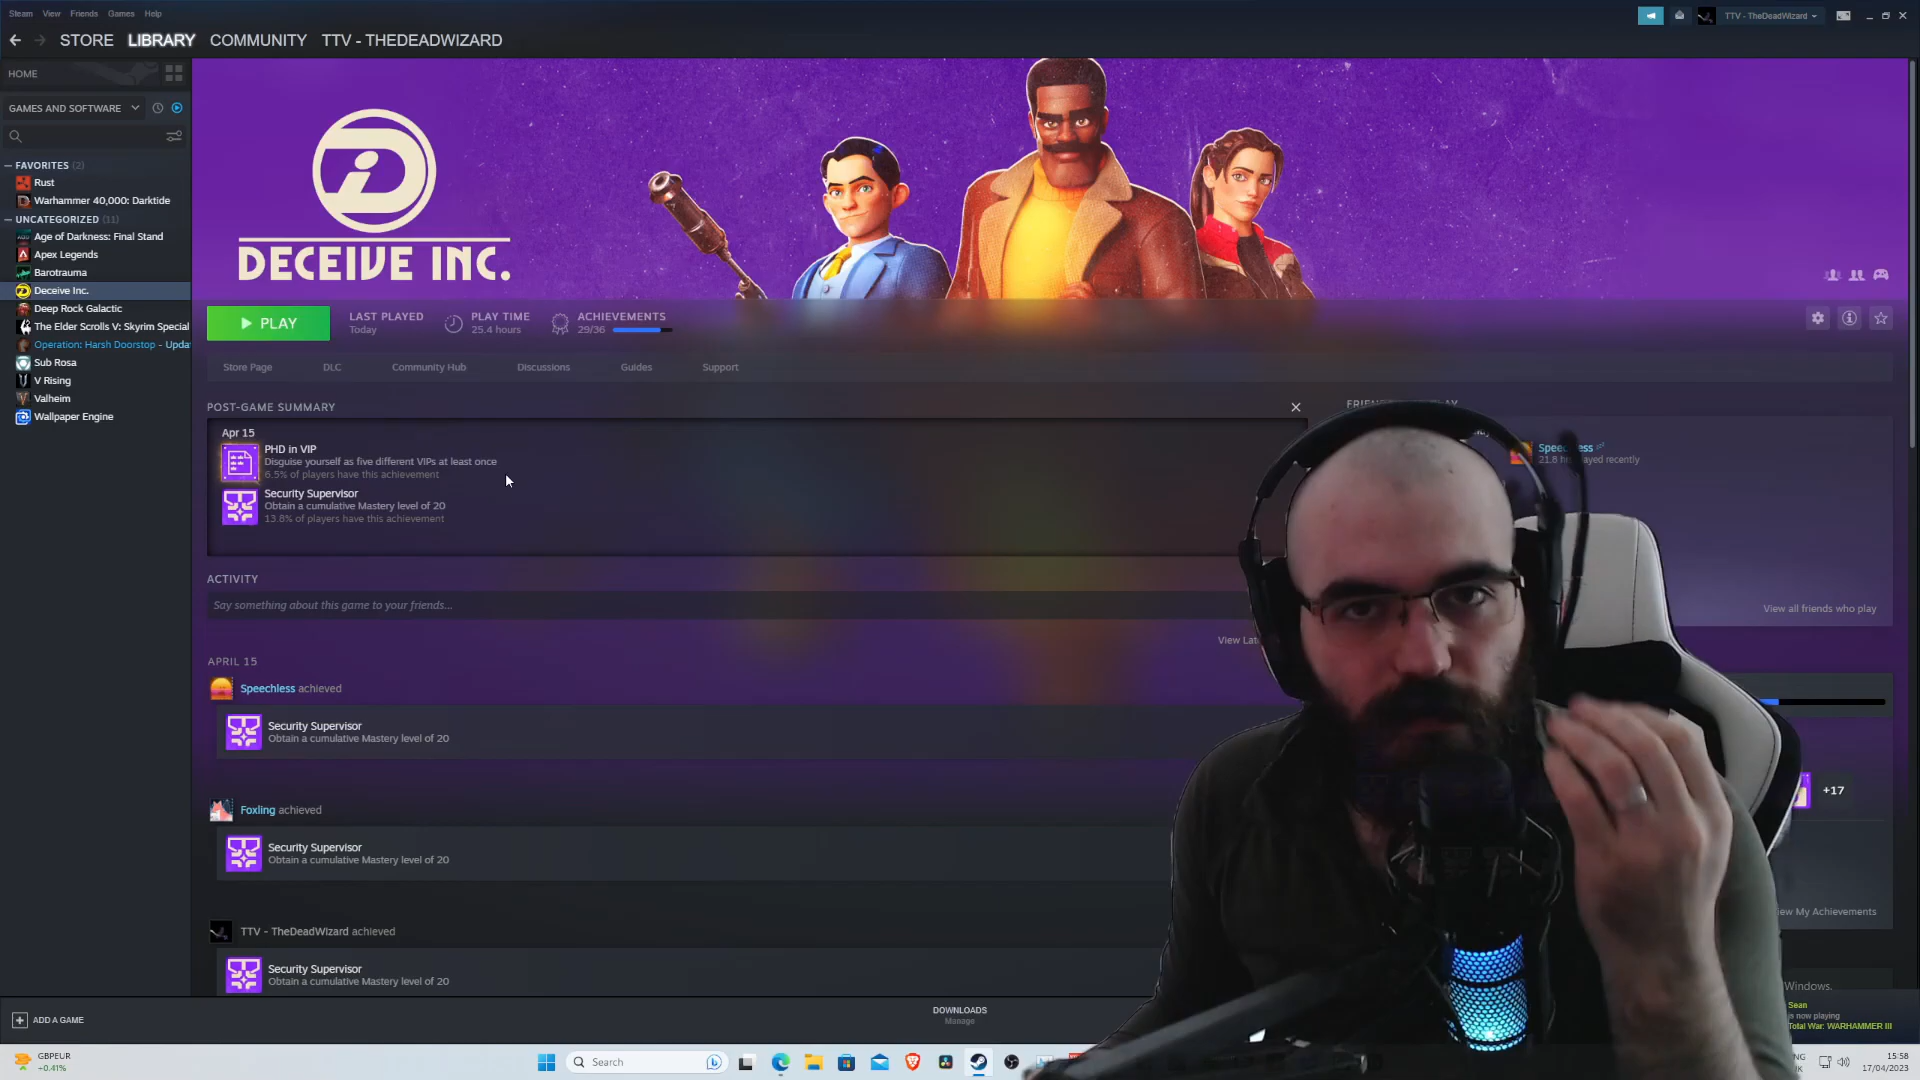 Steam View Friends Games Help
TTV - TheDeadWizard
STORE LIBRARY COMMUNITY TTV - THEDEADWIZARD
HOME
GAMES AND SOFTWARE
FAVORITES (2)
Rust
Warhammer 40,000: Darktide
UNCATEGORIZED (11)
Age of Darkness: Final Stand
Apex Legends
Barotrauma
Deceive Inc.
Deep Rock Galactic
The Elder Scrolls V: Skyrim Special
Operation: Harsh Doorstop - Upda
Sub Rosa
V Rising
Valheim
Wallpaper Engine
DECEIVE INC.
PLAY
LAST PLAYED
Today
PLAY TIME
25.4 hours
ACHIEVEMENTS
29/36
Store Page DLC Community Hub Discussions Guides Support
POST-GAME SUMMARY
Apr 15
PHD in VIP
Disguise yourself as five different VIPs at least once
6.5% of players have this achievement
Security Supervisor
Obtain a cumulative Mastery level of 20
13.8% of players have this achievement
ACTIVITY
Say something about this game to your friends...
View
APRIL 15
Speechless achieved
Security Supervisor
Obtain a cumulative Mastery level of 20
Foxling achieved
Security Supervisor
Obtain a cumulative Mastery level of 20
TTV - TheDeadWizard achieved
Security Supervisor
Obtain a cumulative Mastery level of 20
Speechless
21.8 recently
View all friends who play
+17
My Achievements
Windows.
Sean
is now playing
Total War: WARHAMMER III
ADD A GAME
DOWNLOADS
Manage
GBPEUR
+0.41%
Search
15:58
17/04/2023